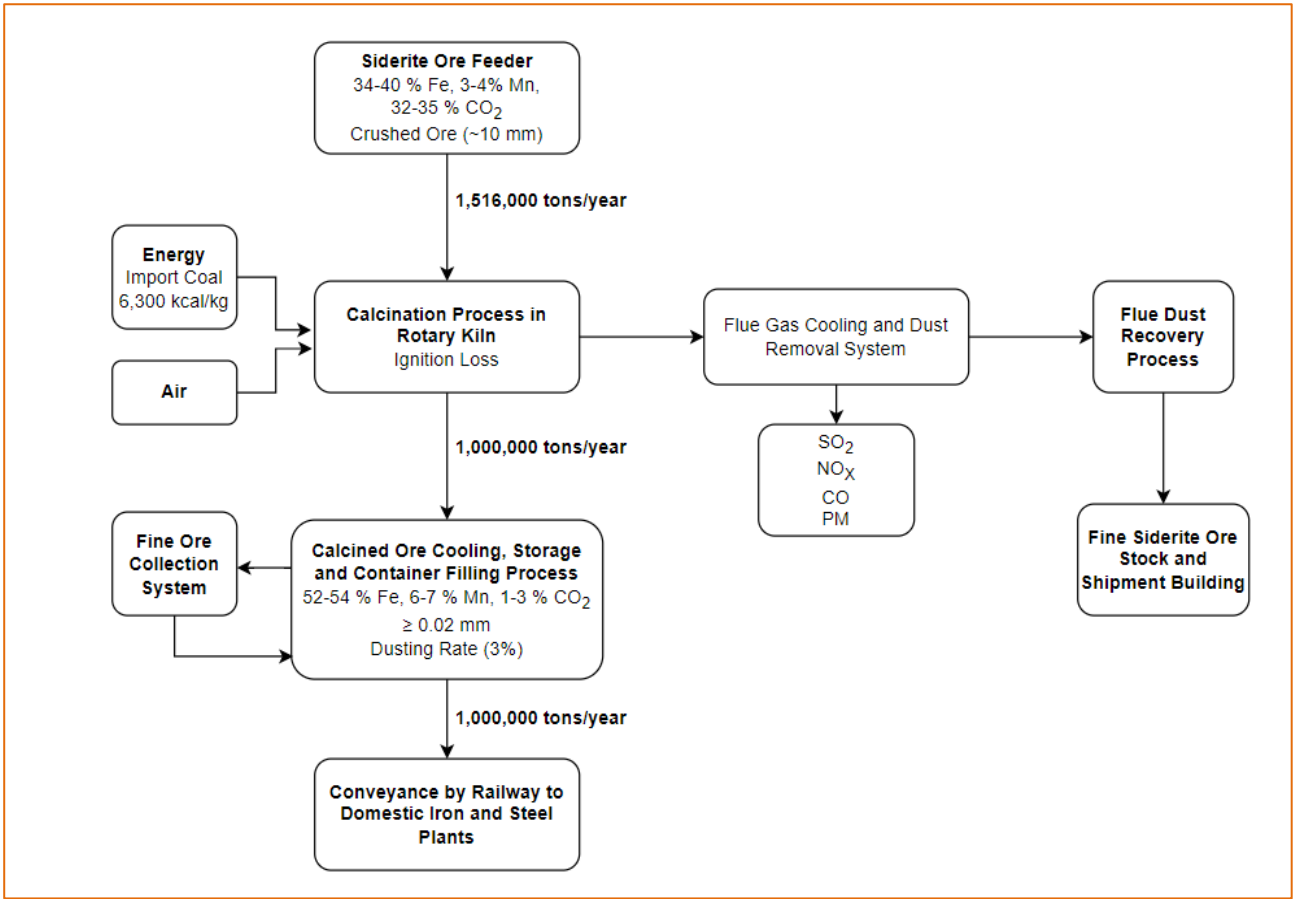 Siderite Ore Feeder
34-40 % Fe, 3-4% Mn,
32-35 % CO2
Crushed Ore (~10 mm)
1,516,000 tons/year
Energy
Import Coal
6,300 kcal/kg
Air
Calcination Process in
Rotary Kiln
Ignition Loss
Flue Gas Cooling and Dust
Removal System
Flue Dust
Recovery
Process
SO2
NOX
CO
PM
1,000,000 tons/year
Fine Ore
Collection
System
Calcined Ore Cooling, Storage
and Container Filling Process
52-54 % Fe, 6-7 % Mn, 1-3 % CO2
≥ 0.02 mm
Dusting Rate (3%)
Fine Siderite Ore
Stock and
Shipment Building
1,000,000 tons/year
Conveyance by Railway to
Domestic Iron and Steel
Plants